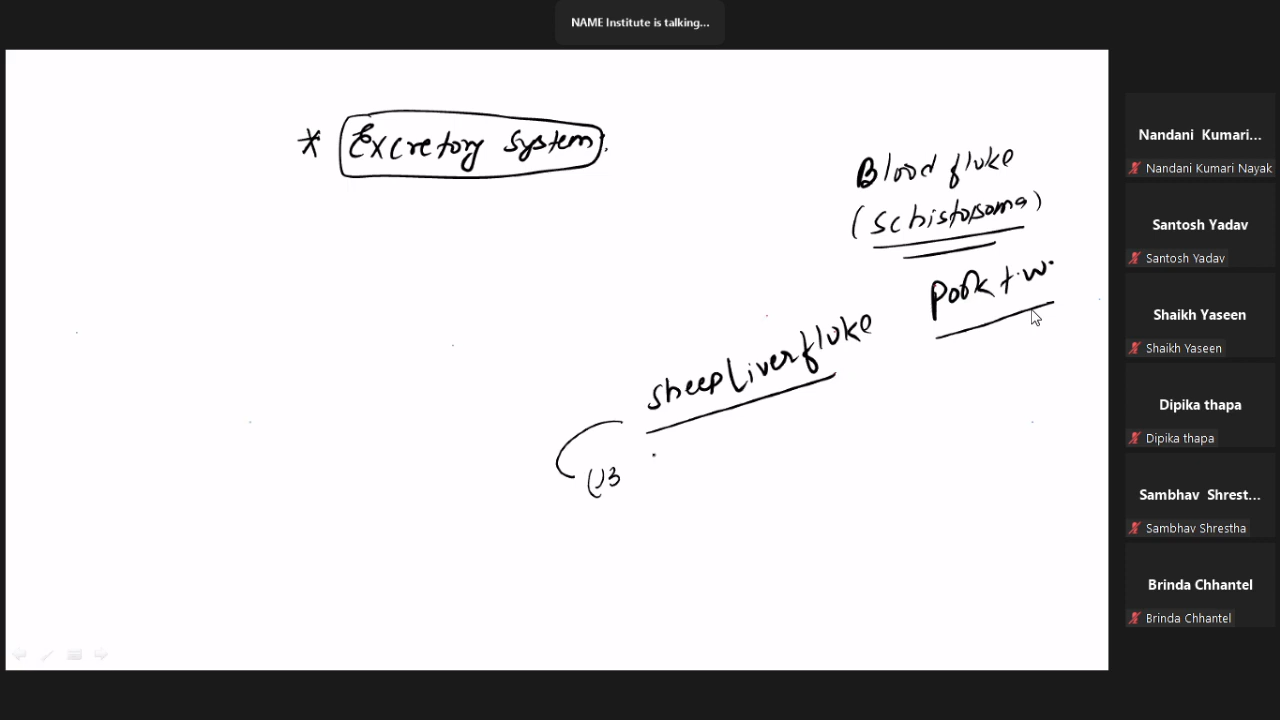 NAME Institute is talking...
* Excretory system.
Blood fluke
(Schistosoma)
Pork t.w.
sheep Liver fluke
Nandani Kumari...
Nandani Kumari Nayak
Santosh Yadav
Santosh Yadav
Shaikh Yaseen
Shaikh Yaseen
Dipika thapa
Dipika thapa
Sambhav Shrest...
Sambhav Shrestha
Brinda Chhantel
Brinda Chhantel